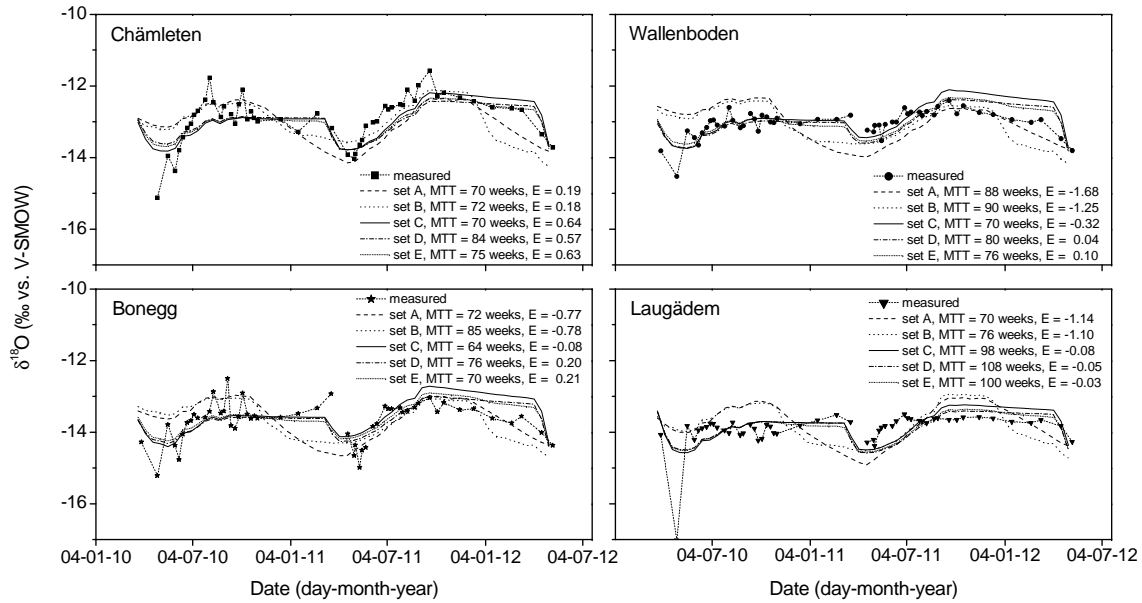 δ18O (‰ vs. V-SMOW)
-10
-12
-14
-16
Chämleten
measured
set A, MTT = 70 weeks, E = 0.19
set B, MTT = 72 weeks, E = 0.18
set C, MTT = 70 weeks, E = 0.64
set D, MTT = 84 weeks, E = 0.57
set E, MTT = 75 weeks, E = 0.63
Wallenboden
measured
set A, MTT = 88 weeks, E = -1.68
set B, MTT = 90 weeks, E = -1.25
set C, MTT = 70 weeks, E = -0.32
set D, MTT = 80 weeks, E = 0.04
set E, MTT = 76 weeks, E = 0.10
-10
-12
-14
-16
Bonegg
measured
set A, MTT = 72 weeks, E = -0.77
set B, MTT = 85 weeks, E = -0.78
set C, MTT = 64 weeks, E = -0.08
set D, MTT = 76 weeks, E = 0.20
set E, MTT = 70 weeks, E = 0.21
Laugädem
measured
set A, MTT = 70 weeks, E = -1.14
set B, MTT = 76 weeks, E = -1.10
set C, MTT = 98 weeks, E = -0.08
set D, MTT = 108 weeks, E = -0.05
set E, MTT = 100 weeks, E = -0.03
04-01-10 04-07-10 04-01-11 04-07-11 04-01-12 04-07-12
04-07-10 04-01-11 04-07-11 04-01-12 04-07-12
Date (day-month-year)
Date (day-month-year)